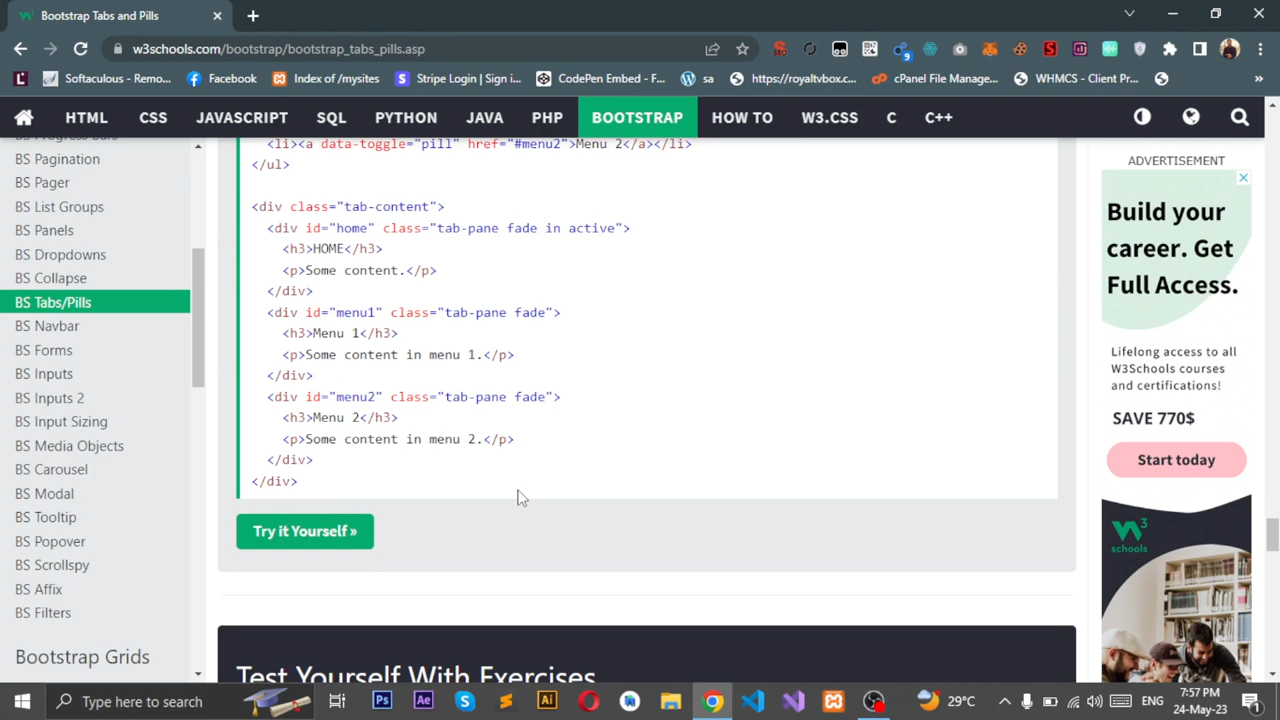 Bootstrap Tabs and Pills
w3schools.com/bootstrap/bootstrap_tabs_pills.asp
Softaculous - Remo...
Facebook
Index of /mysites
Stripe Login | Sign i...
CodePen Embed - F...
sa
https://royaltvbox.c...
cPanel File Manage...
WHMCS - Client P
»
HTML CSS JAVASCRIPT SQL PYTHON JAVA PHP BOOTSTRAP HOW TO W3.CSS C C++
BS Progress Bars
BS Pagination
BS Pager
BS List Groups
BS Panels
BS Dropdowns
BS Collapse
BS Tabs/Pills
BS Navbar
BS Forms
BS Inputs
BS Inputs 2
BS Input Sizing
BS Media Objects
BS Carousel
BS Modal
BS Tooltip
BS Popover
BS Scrollspy
BS Affix
BS Filters
Bootstrap Grids
<li><a data-toggle="pill" href="#menu2">Menu 2</a></li>
</ul>
<div class="tab-content">
<div id="home" class="tab-pane fade in active">
<h3>HOME</h3>
<p>Some content.</p>
</div>
<div id="menu1" class="tab-pane fade">
<h3>Menu 1</h3>
<p>Some content in menu 1.</p>
</div>
<div id="menu2" class="tab-pane fade">
<h3>Menu 2</h3>
<p>Some content in menu 2.</p>
</div>
</div>
Try it Yourself »
Test Yourself With Exercises
ADVERTISEMENT
Build your
career. Get
Full Access.
Lifelong access to all
W3Schools courses
and certifications!
SAVE 770$
Start today
W3
schools
Type here to search
Ps
Ae
Ai
29°C
ENG
7:57 PM
24-May-23